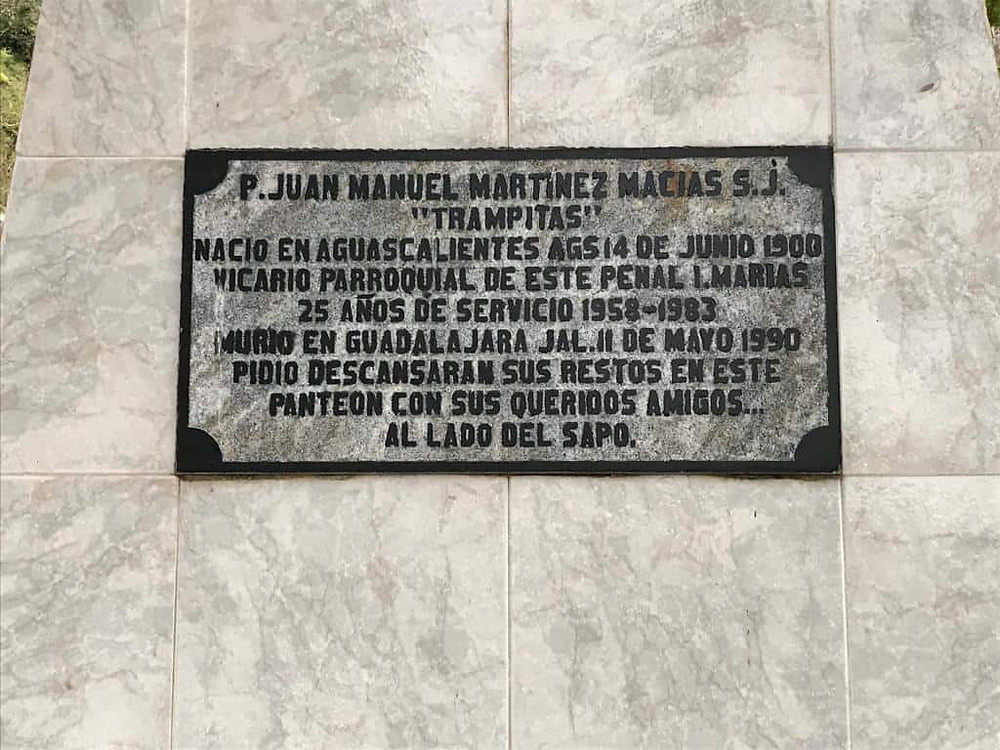 P. JUAN MANUEL MARTINEZ MACIAS S.J.
"TRAMPITAS"
NACIO EN AGUASCALIENTES AGS 14 DE JUNIO 1900
VICARIO PARROQUIAL DE ESTE PENAL I. MARIAS
25 AÑOS DE SERVICIO 1958-1983
MURIO EN GUADALAJARA JAL. 11 DE MAYO 1990
PIDIO DESCANSARAN SUS RESTOS EN ESTE
PANTEON CON SUS QUERIDOS AMIGOS...
AL LADO DEL SAPO.